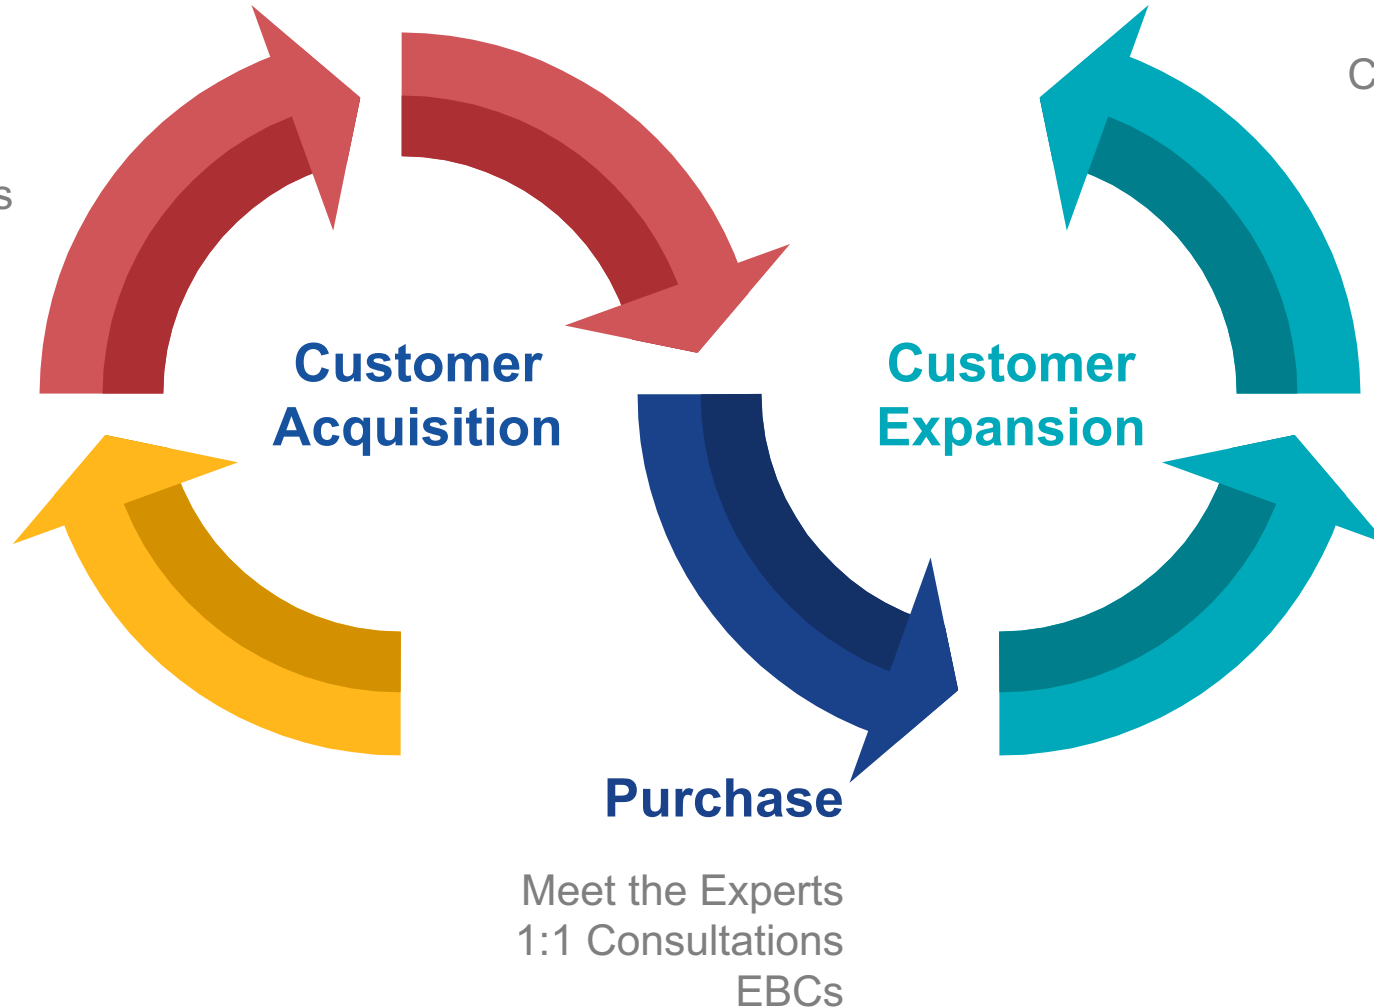 Customer
Acquisition
Customer
Expansion
Purchase
Meet the Experts
1:1 Consultations
EBCs